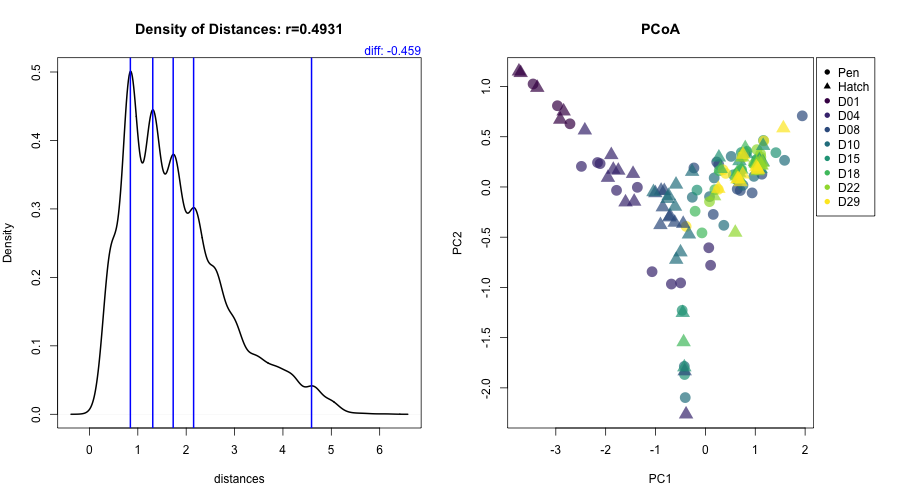 Density of Distances: r=0.4931
diff: -0.459
Density
0.0
0.1
0.2
0.3
0.4
0.5
0
1
2
3
4
5
6
distances
PCoA
PC2
1.0
0.5
0.0
-0.5
-1.0
-1.5
-2.0
-3
-2
-1
0
1
2
PC1
Pen
Hatch
D01
D04
D08
D10
D15
D18
D22
D29